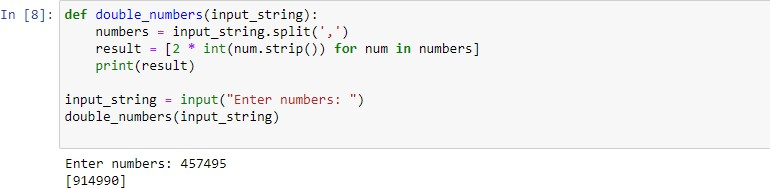 In [8]: def double_numbers(input_string):
    numbers = input_string.split(',')
    result = [2 * int(num.strip()) for num in numbers]
    print(result)
input_string = input("Enter numbers: ")
double_numbers(input_string)
Enter numbers: 457495
[914990]